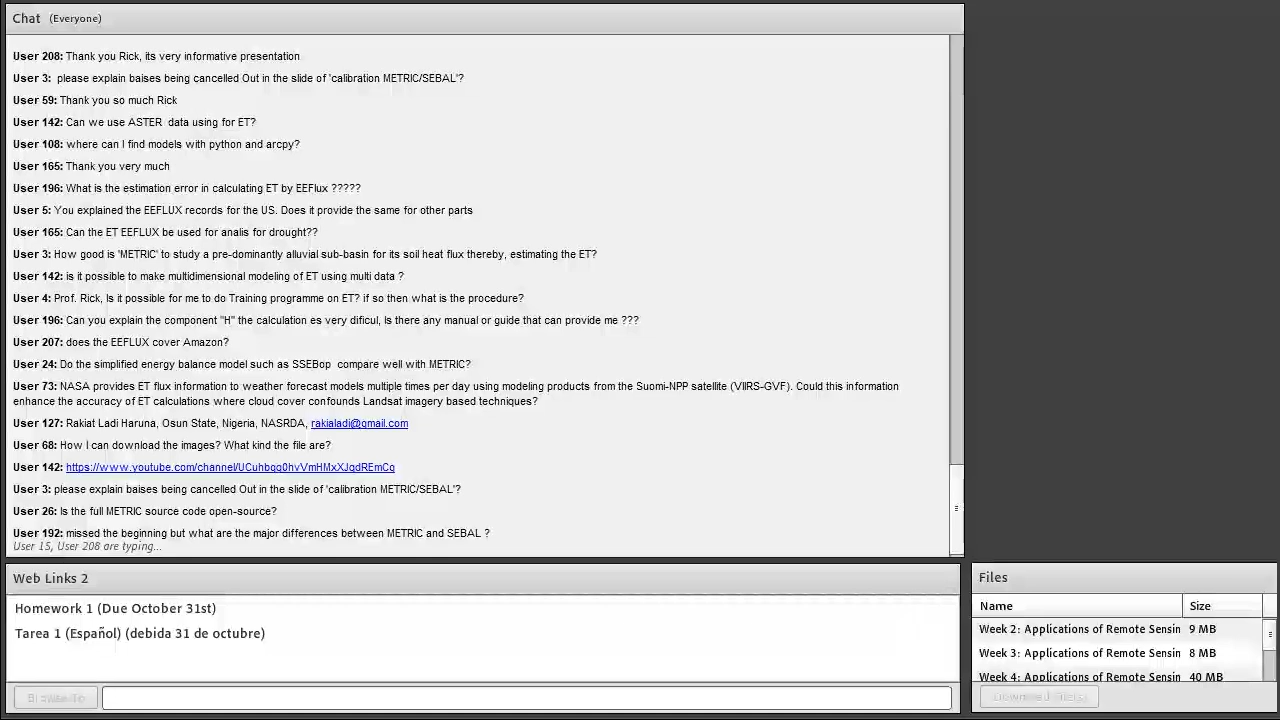 Chat (Everyone)
User 208: Thank you Rick, its very informative presentation
User 3: please explain baises being cancelled Out in the slide of 'calibration METRIC/SEBAL'?
User 59: Thank you so much Rick
User 142: Can we use ASTER data using for ET?
User 108: where can I find models with python and arcpy?
User 165: Thank you very much
User 196: What is the estimation error in calculating ET by EEFlux ?????
User 5: You explained the EEFLUX records for the US. Does it provide the same for other parts
User 165: Can the ET EEFLUX be used for analis for drought??
User 3: How good is 'METRIC' to study a pre-dominantly alluvial sub-basin for its soil heat flux thereby, estimating the ET?
User 142: is it possible to make multidimensional modeling of ET using multi data ?
User 4: Prof. Rick, Is it possible for me to do Training programme on ET? if so then what is the procedure?
User 196: Can you explain the component "H" the calculation es very dificul, Is there any manual or guide that can provide me ???
User 207: does the EEFLUX cover Amazon?
User 24: Do the simplified energy balance model such as SSEBop compare well with METRIC?
User 73: NASA provides ET flux information to weather forecast models multiple times per day using modeling products from the Suomi-NPP satellite (VIIRS-GVF). Could this information
enhance the accuracy of ET calculations where cloud cover confounds Landsat imagery based techniques?
User 127: Rakiat Ladi Haruna, Osun State, Nigeria, NASRDA, rakialadi@gmail.com
User 68: How I can download the images? What kind the file are?
User 142:
User 3: please explain baises being cancelled Out in the slide of 'calibration METRIC/SEBAL'?
User 26: Is the full METRIC source code open-source?
User 192: missed the beginning but what are the major differences between METRIC and SEBAL ?
User 15, User 208 are typing...
Web Links 2
Homework 1 (Due October 31st)
Tarea 1 (Español) (debida 31 de octubre)
Browse To
Files
Name Size
Week 2: Applications of Remote Sensin 9 MB
Week 3: Applications of Remote Sensin 8 MB
Week 4: Applications of Remote Sensin 40 MB
Download File(s)